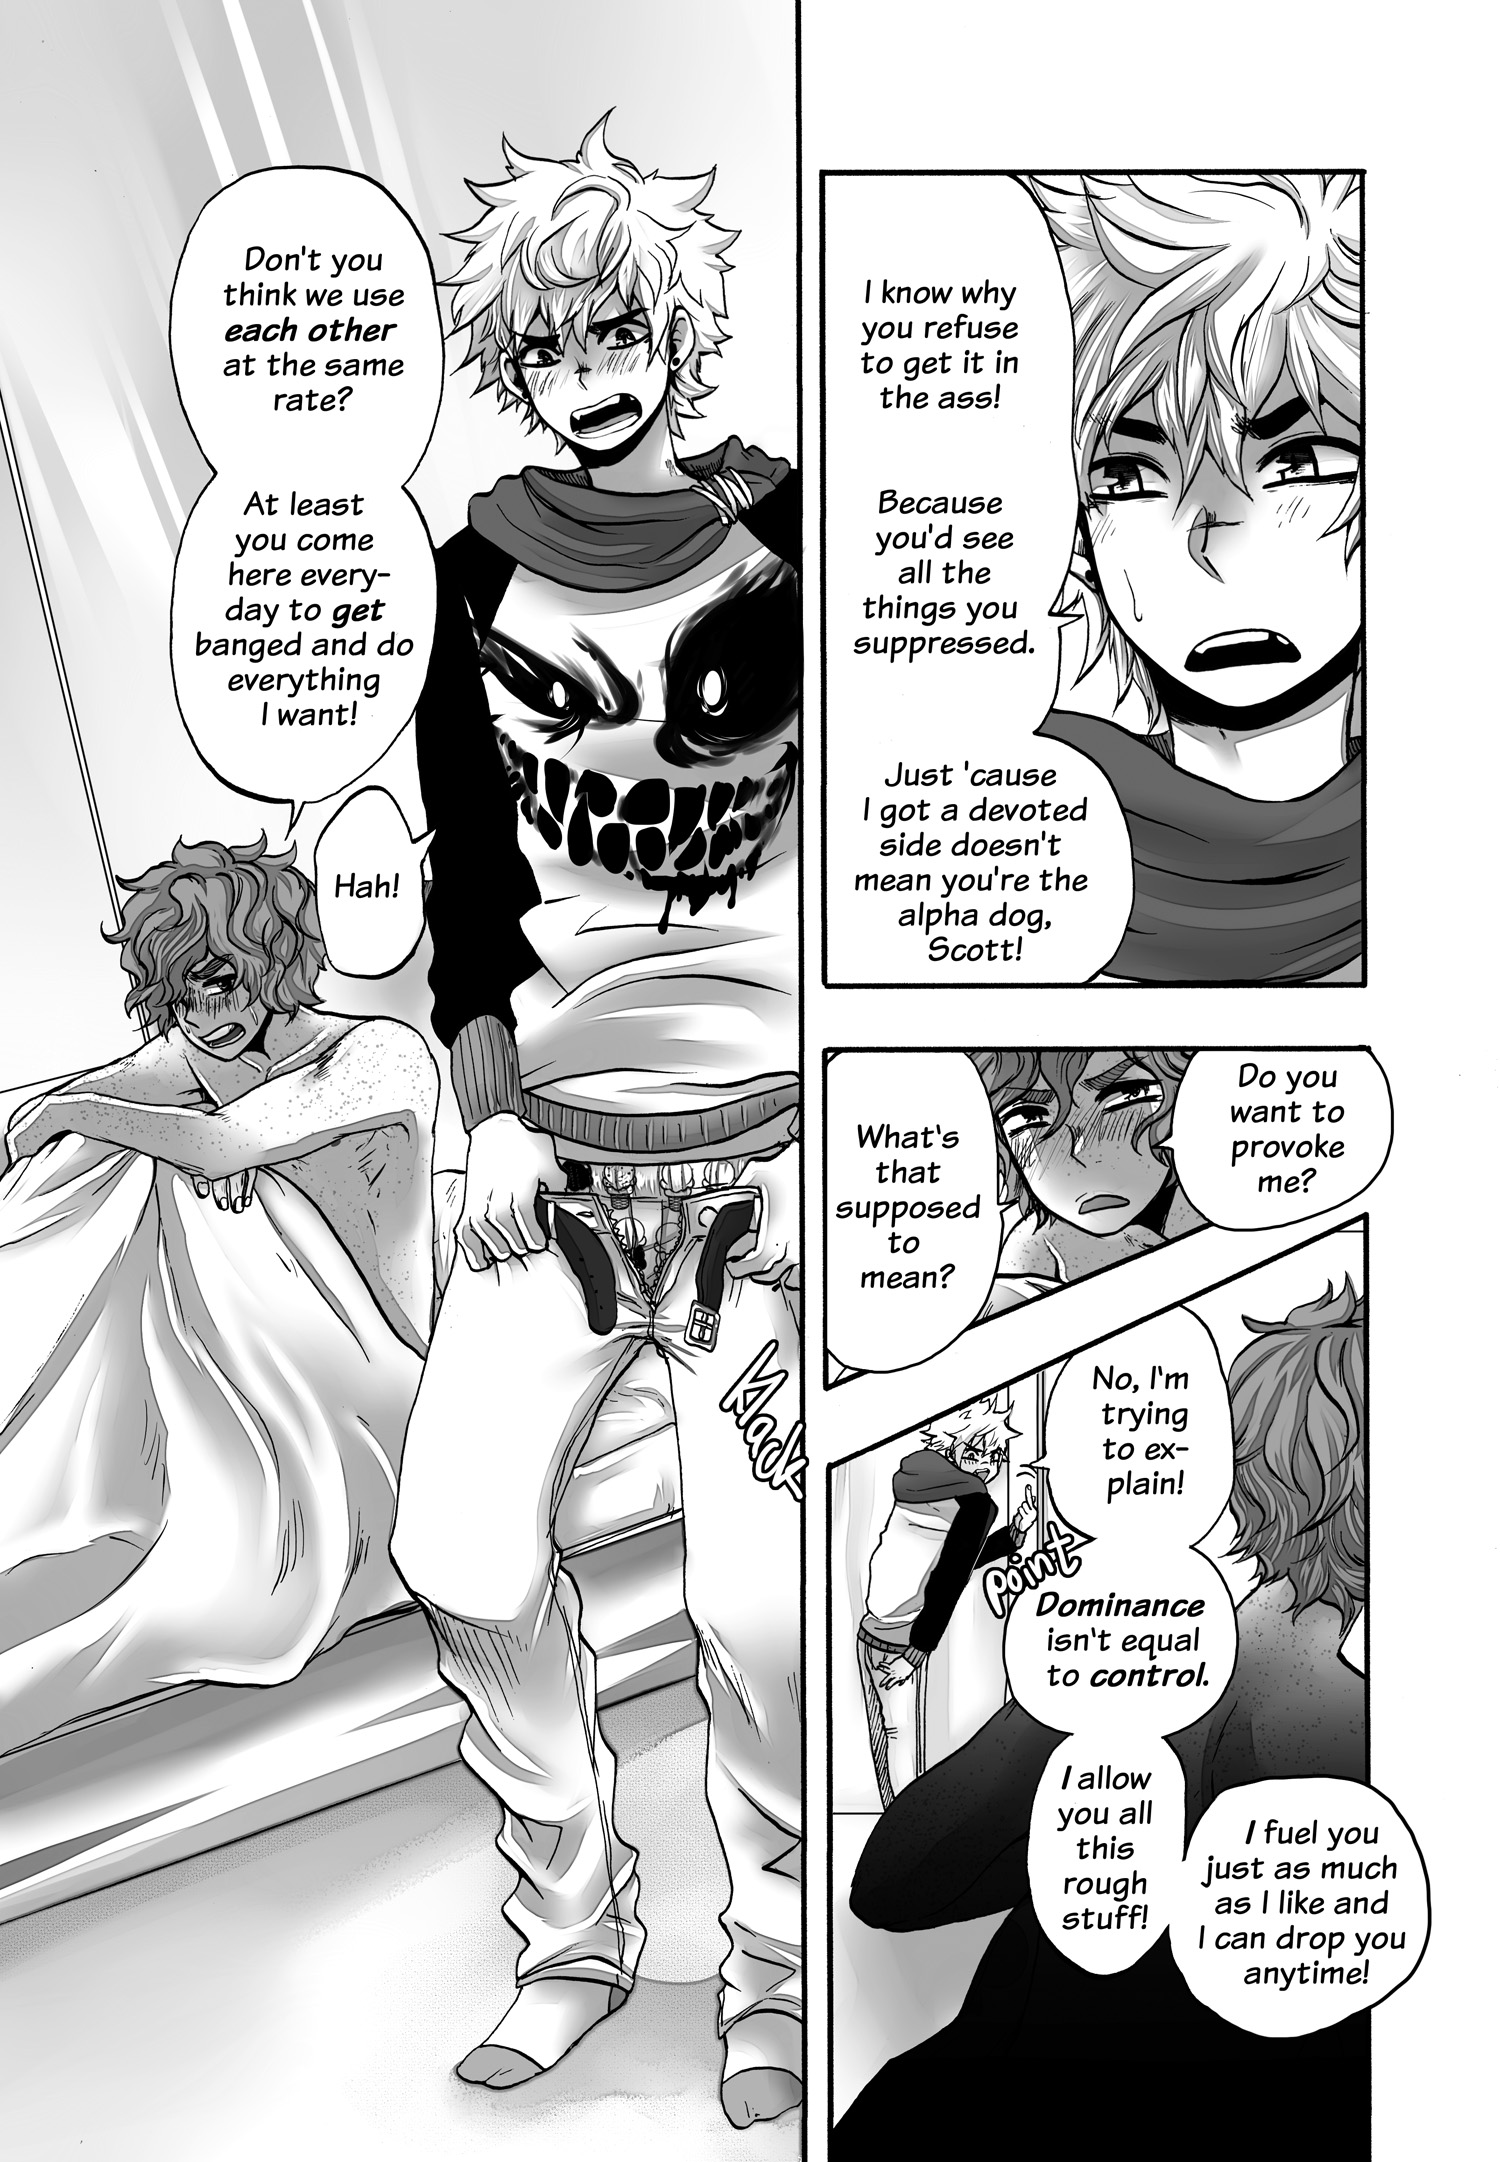 Don't you
think we use
each other
at the same
rate?
At least
you come
here every-
day to get
banged and do
everything
I want!
Hah!
klack
I know why
you refuse
to get it in
the ass!
Because
you'd see
all the
things you
suppressed.
Just 'cause
I got a devoted
side doesn't
mean you're the
alpha dog,
Scott!
What's
that
supposed
to
mean?
Do you
want to
provoke
me?
No, I'm
trying
to ex-
plain!
point
Dominance
isn't equal
to control.
I allow
you all
this
rough
stuff!
I fuel you
just as much
as I like and
I can drop you
anytime!